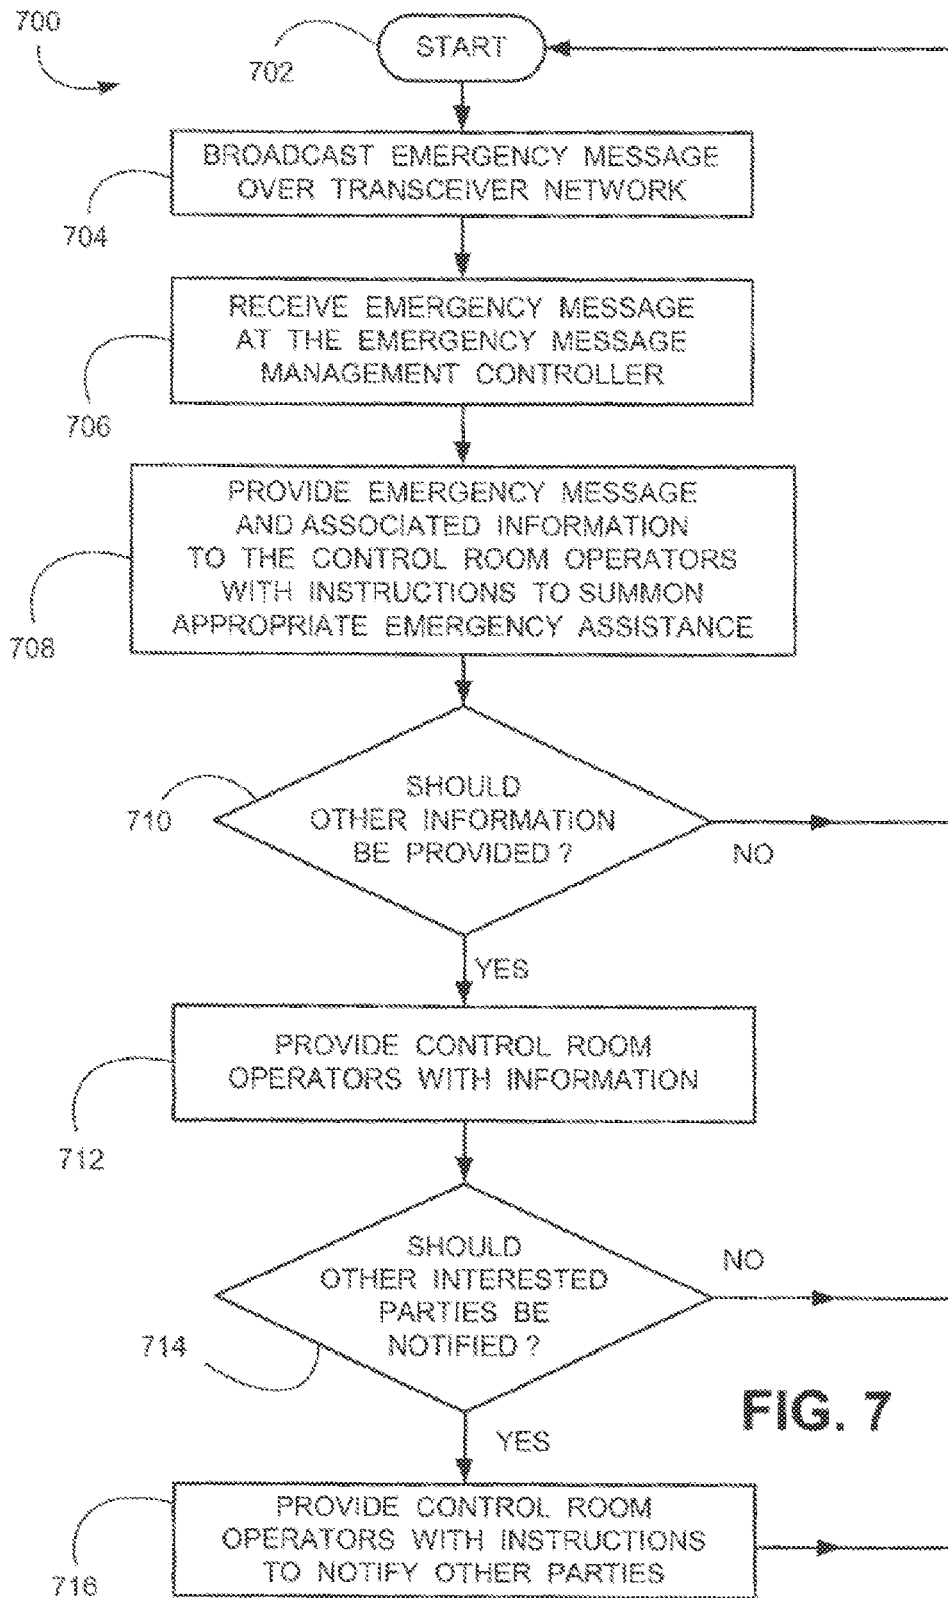 700
702
START
BROADCAST EMERGENCY MESSAGE
OVER TRANSCEIVER NETWORK
704
RECEIVE EMERGENCY MESSAGE
AT THE EMERGENCY MESSAGE
MANAGEMENT CONTROLLER
706
PROVIDE EMERGENCY MESSAGE
AND ASSOCIATED INFORMATION
TO THE CONTROL ROOM OPERATORS
WITH INSTRUCTIONS TO SUMMON
APPROPRIATE EMERGENCY ASSISTANCE
708
710
SHOULD
OTHER INFORMATION
BE PROVIDED ?
NO
YES
PROVIDE CONTROL ROOM
OPERATORS WITH INFORMATION
712
SHOULD
OTHER INTERESTED
PARTIES BE
NOTIFIED ?
NO
714
FIG. 7
YES
PROVIDE CONTROL ROOM
OPERATORS WITH INSTRUCTIONS
TO NOTIFY OTHER PARTIES
716